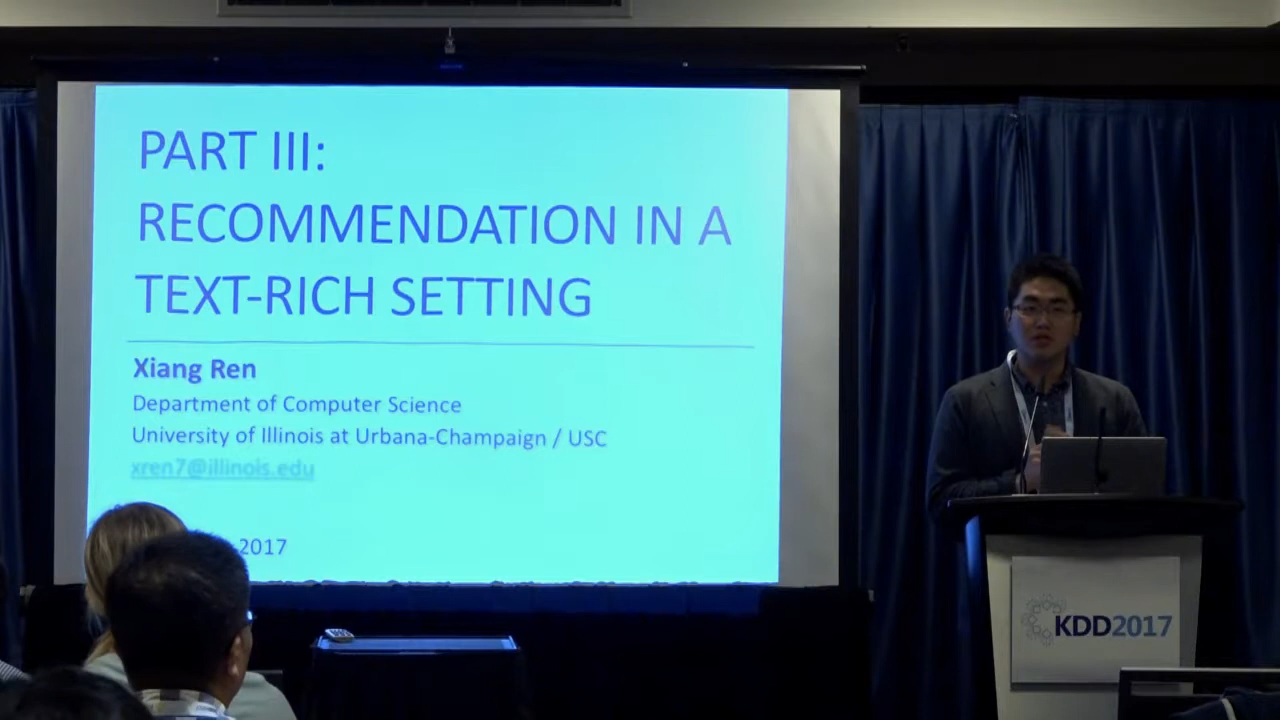 PART III:
RECOMMENDATION IN A
TEXT-RICH SETTING
Xiang Ren
Department of Computer Science
University of Illinois at Urbana-Champaign / USC
xren7@illinois.edu
2017
KDD2017